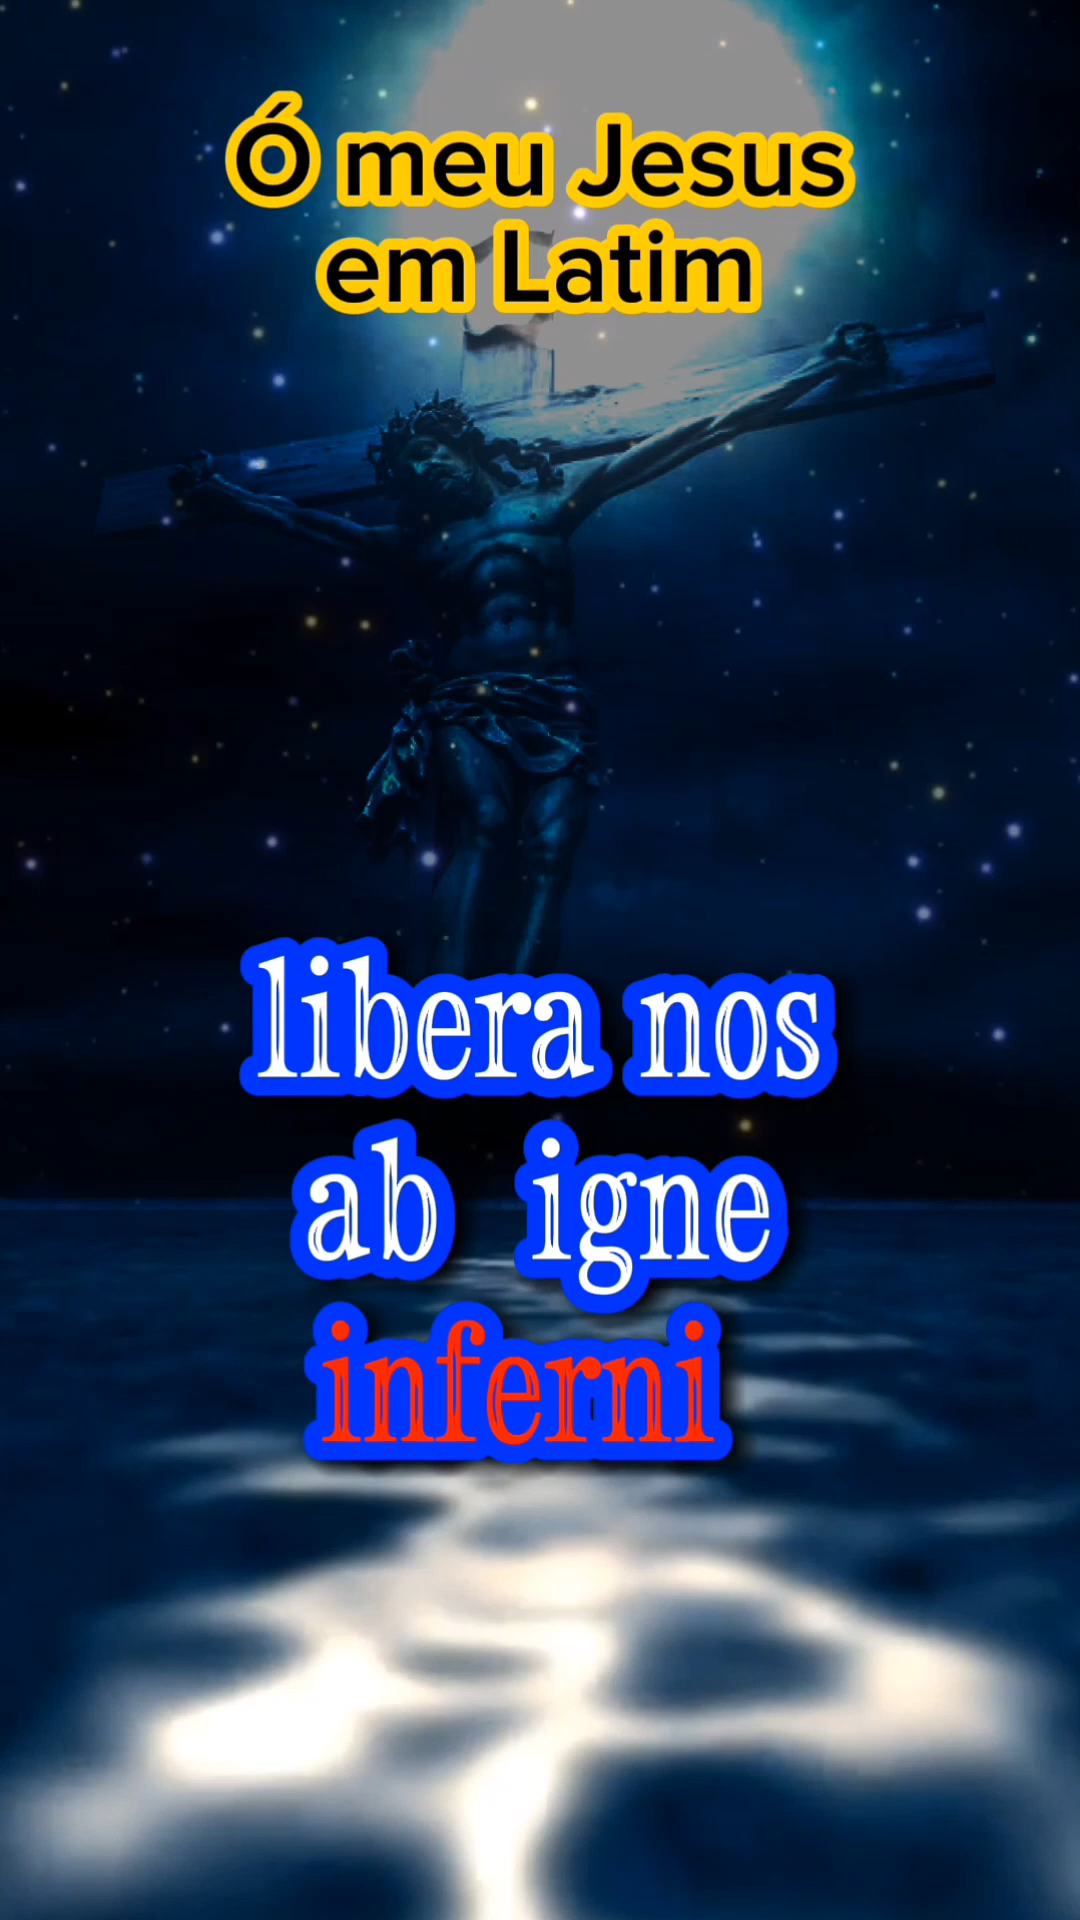 Ó meu Jesus
em Latim
libera nos
ab igne
inferni